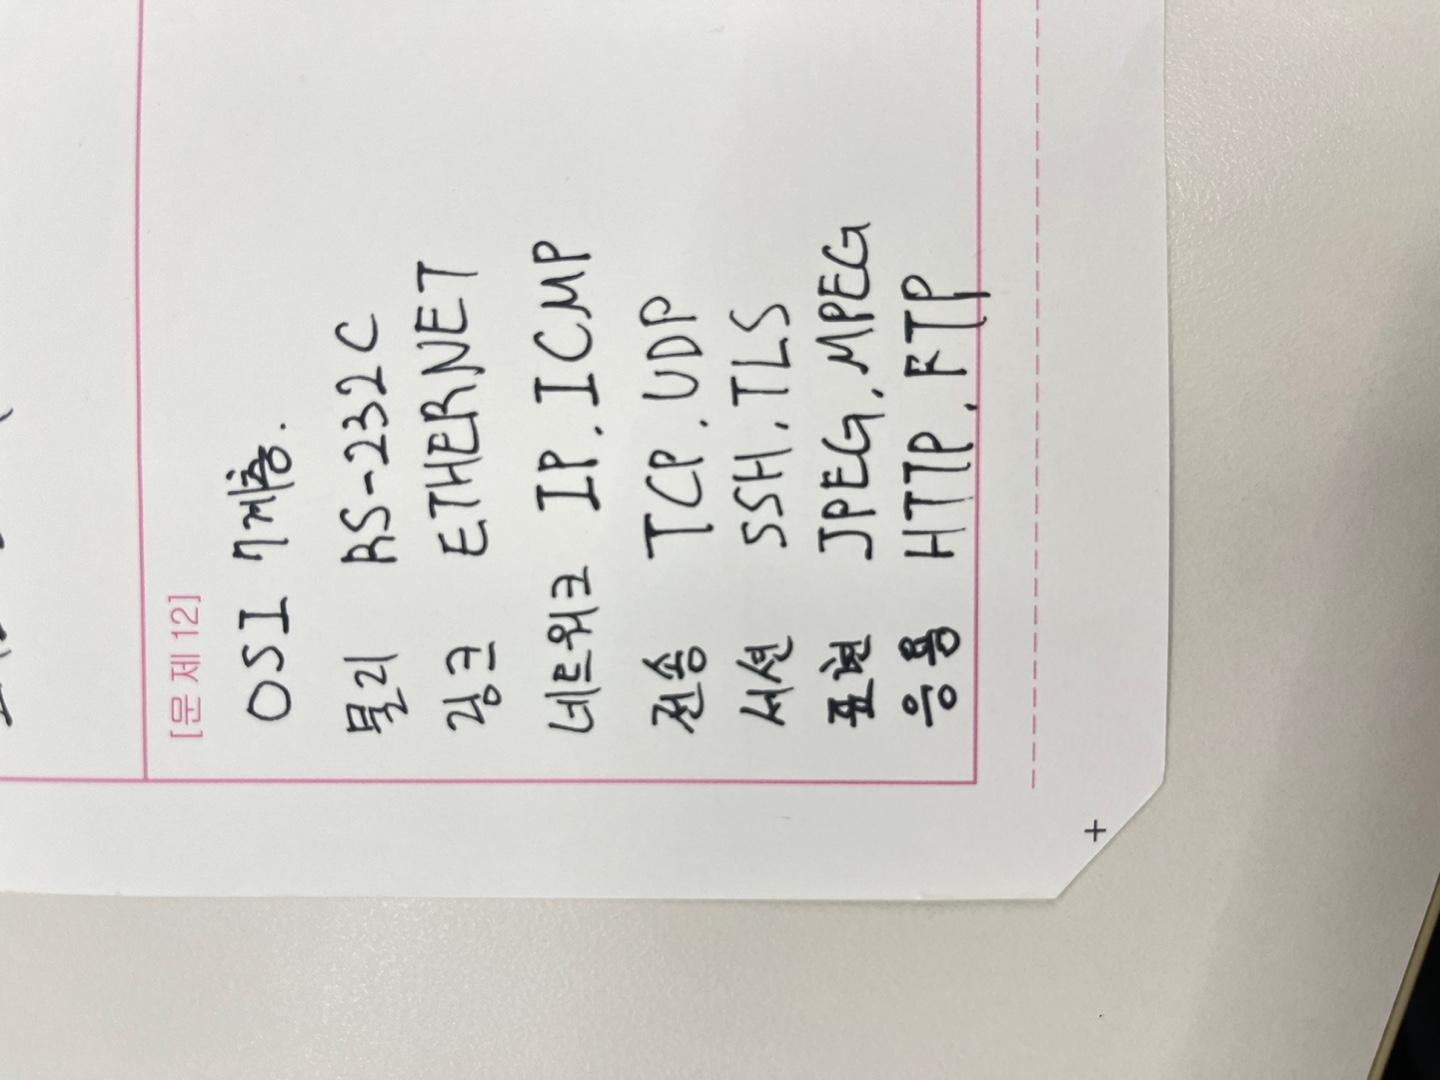 [문제 12]
OSI 7계층.
물리 RS-232C
링크 ETHERNET
네트워크 IP. ICMP
전송 TCP. UDP
세션 SSH. TLS
표현 JPEG. MPEG
응용 HTTP. FTP
+